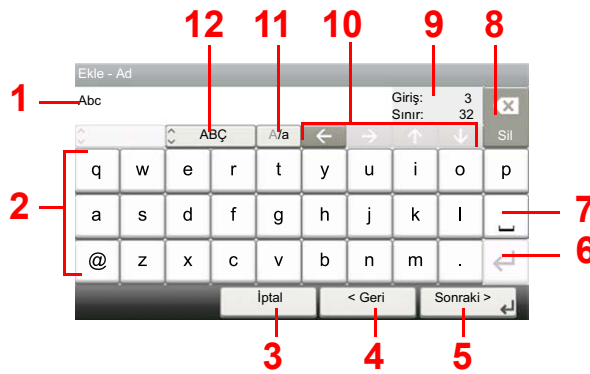 12 11 10 9 8
Ekle - Ad
1 Abc Giriş: 3
Sınır: 32
ABÇ A/a ← → ↑ ↓ Sil
2 q w e r t y u i o p
a s d f g h j k l ⎵ 7
@ z x c v b n m . ↵ 6
İptal < Geri Sonraki > ↵
3 4 5